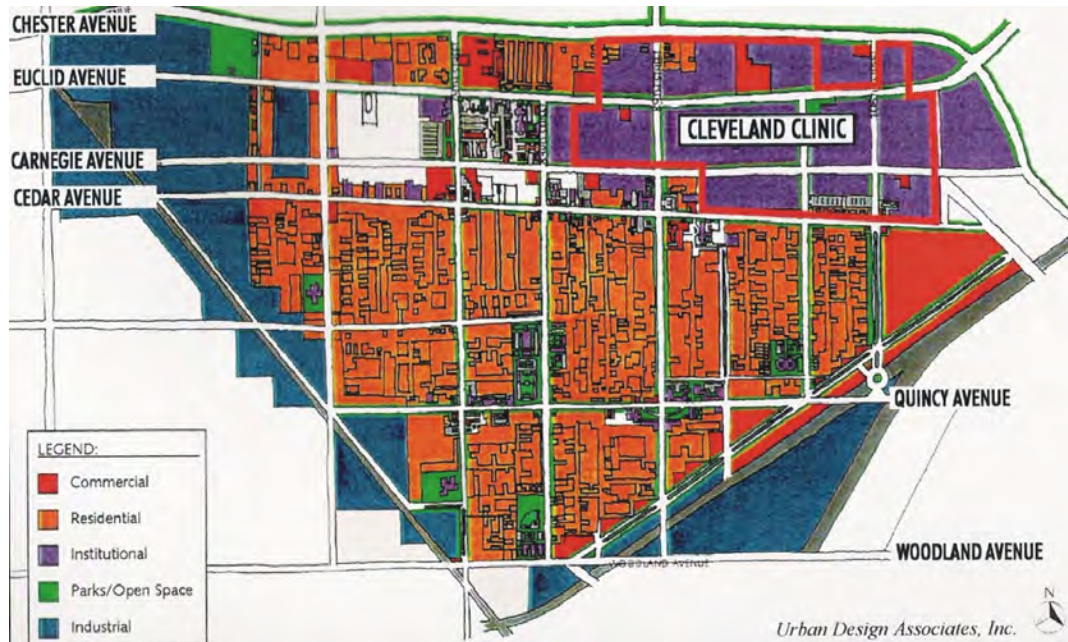 CHESTER AVENUE
EUCLID AVENUE
CLEVELAND CLINIC
CARNEGIE AVENUE
CEDAR AVENUE
QUINCY AVENUE
LEGEND:
Commercial
Residential
Institutional
Parks/Open Space
Industrial
WOODLAND AVENUE
WOODLAND AVENUE
N
Urban Design Associates, Inc.